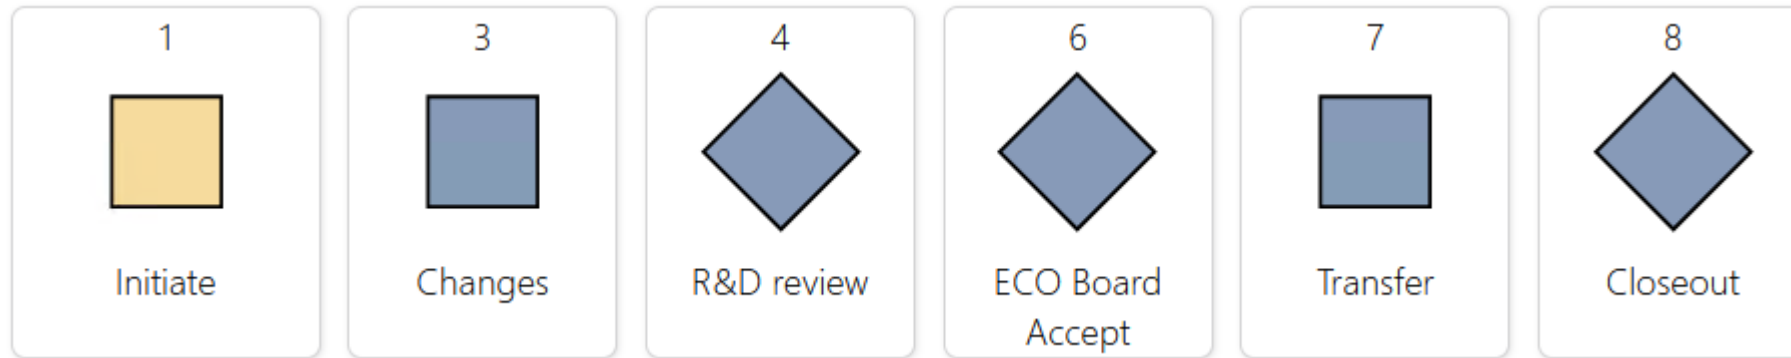 1
Initiate
3
Changes
4
R&D review
6
ECO Board
Accept
7
Transfer
8
Closeout